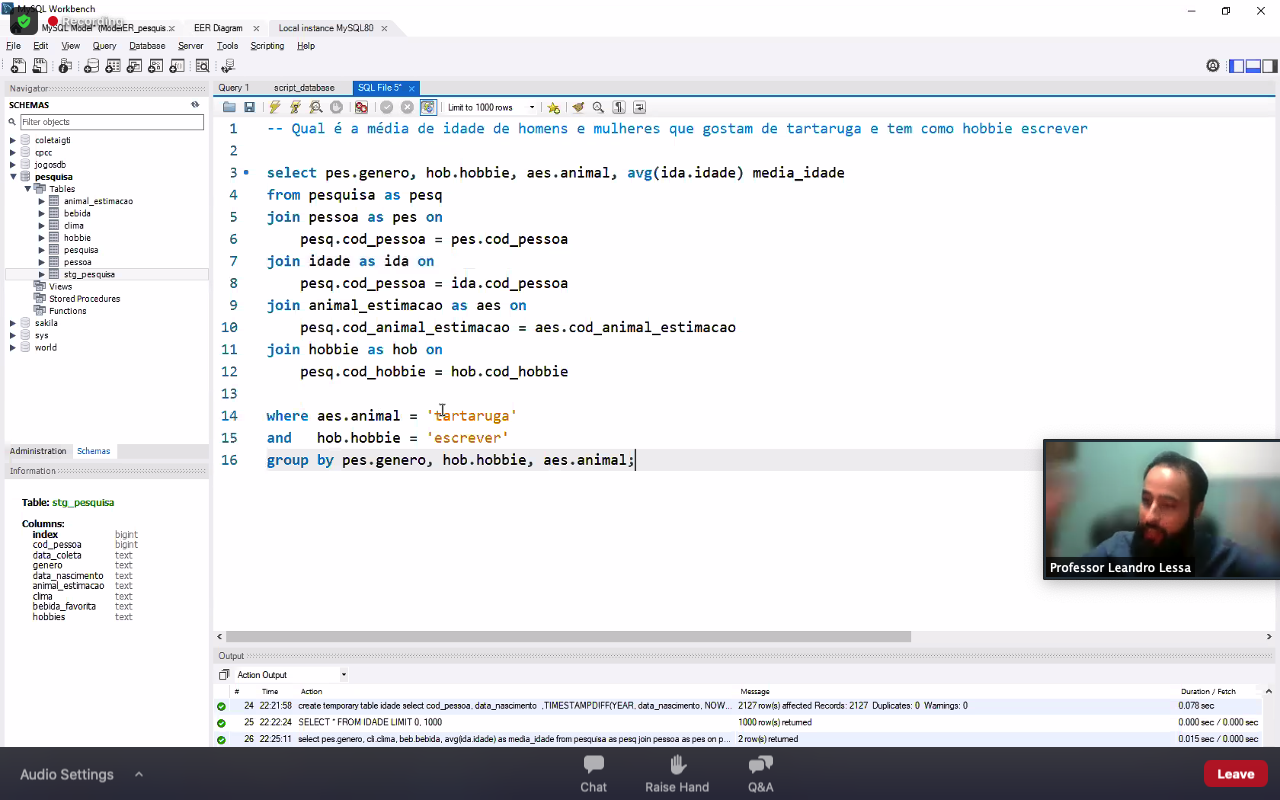 MySQL Workbench
Recording
MySQL Model* (ModerER_pesquis... ×
EER Diagram ×
Local instance MySQL80 ×
File Edit View Query Database Server Tools Scripting Help
Navigator
SCHEMAS
Filter objects
coletaigti
cpcc
jogosdb
pesquisa
Tables
animal_estimacao
bebida
clima
hobbie
pesquisa
pessoa
stg_pesquisa
Views
Stored Procedures
Functions
sakila
sys
world
Administration Schemas
Information
Table: stg_pesquisa
Columns:
index bigint
cod_pessoa bigint
data_coleta text
genero text
data_nascimento text
animal_estimacao text
clima text
bebida_favorita text
hobbies text
Query 1 script_database SQL File 5* ×
Limit to 1000 rows
1 -- Qual é a média de idade de homens e mulheres que gostam de tartaruga e tem como hobbie escrever
2
3 select pes.genero, hob.hobbie, aes.animal, avg(ida.idade) media_idade
4 from pesquisa as pesq
5 join pessoa as pes on
6 pesq.cod_pessoa = pes.cod_pessoa
7 join idade as ida on
8 pesq.cod_pessoa = ida.cod_pessoa
9 join animal_estimacao as aes on
10 pesq.cod_animal_estimacao = aes.cod_animal_estimacao
11 join hobbie as hob on
12 pesq.cod_hobbie = hob.cod_hobbie
13
14 where aes.animal = 'tartaruga'
15 and hob.hobbie = 'escrever'
16 group by pes.genero, hob.hobbie, aes.animal;
Professor Leandro Lessa
Output
Action Output
# Time Action Message Duration / Fetch
24 22:21:58 create temporary table idade select cod_pessoa, data_nascimento ,TIMESTAMPDIFF(YEAR, data_nascimento, NOW... 2127 row(s) affected Records: 2127 Duplicates: 0 Warnings: 0 0.078 sec
25 22:22:24 SELECT * FROM IDADE LIMIT 0, 1000 1000 row(s) returned 0.000 sec / 0.000 sec
26 22:25:11 select pes.genero, cli.clima, beb.bebida, avg(ida.idade) as media_idade from pesquisa as pesq join pessoa as pes on p... 2 row(s) returned 0.015 sec / 0.000 sec
Audio Settings
Chat
Raise Hand
Q&A
Leave